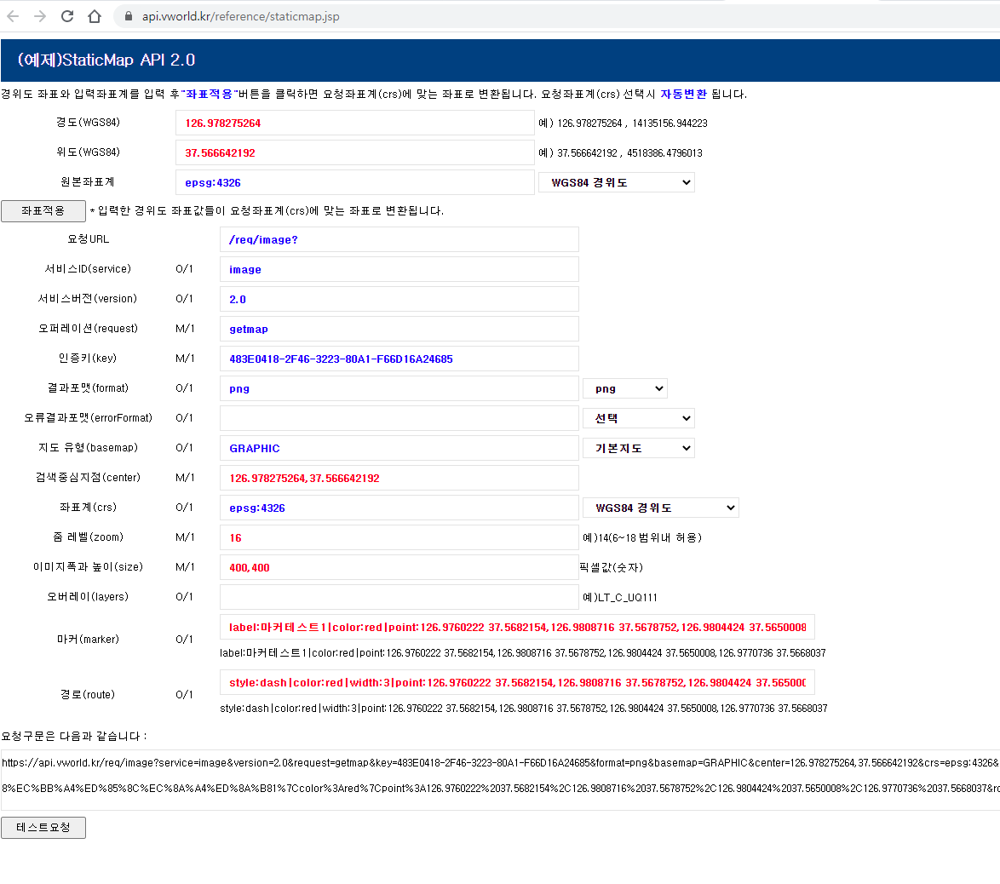 api.vworld.kr/reference/staticmap.jsp
(예제)StaticMap API 2.0
경위도 좌표와 입력좌표계를 입력 후"좌표적용"버튼을 클릭하면 요청좌표계(crs)에 맞는 좌표로 변환됩니다. 요청좌표계(crs) 선택시 자동변환 됩니다.
경도(WGS84) 126.978275264 예) 126.978275264 , 14135156.944223
위도(WGS84) 37.566642192 예) 37.566642192 , 4518386.4796013
원본좌표계 epsg:4326 WGS84 경위도
좌표적용 * 입력한 경위도 좌표값들이 요청좌표계(crs)에 맞는 좌표로 변환됩니다.
요청URL /req/image?
서비스ID(service) O/1 image
서비스버전(version) O/1 2.0
오퍼레이션(request) M/1 getmap
인증키(key) M/1 483E0418-2F46-3223-80A1-F66D16A24685
결과포맷(format) O/1 png png
오류결과포맷(errorFormat) O/1 선택
지도 유형(basemap) O/1 GRAPHIC 기본지도
검색중심지점(center) M/1 126.978275264,37.566642192
좌표계(crs) O/1 epsg:4326 WGS84 경위도
줌 레벨(zoom) M/1 16 예)14(6~18 범위내 허용)
이미지폭과 높이(size) M/1 400,400 픽셀값(숫자)
오버레이(layers) O/1 예)LT_C_UQ111
마커(marker) O/1 label:마커테스트1|color:red|point:126.9760222 37.5682154,126.9808716 37.5678752,126.9804424 37.5650008
label:마커테스트1|color:red|point:126.9760222 37.5682154,126.9808716 37.5678752,126.9804424 37.5650008,126.9770736 37.5668037
경로(route) O/1 style:dash|color:red|width:3|point:126.9760222 37.5682154,126.9808716 37.5678752,126.9804424 37.56500
style:dash|color:red|width:3|point:126.9760222 37.5682154,126.9808716 37.5678752,126.9804424 37.5650008,126.9770736 37.5668037
요청구문은 다음과 같습니다 :
https://api.vworld.kr/req/image?service=image&version=2.0&request=getmap&key=483E0418-2F46-3223-80A1-F66D16A24685&format=png&basemap=GRAPHIC&center=126.978275264,37.566642192&crs=epsg:4326&
8%EC%BB%A4%ED%85%8C%EC%8A%A4%ED%8A%B81%7Ccolor%3Ared%7Cpoint%3A126.9760222%2037.5682154%2C126.9808716%2037.5678752%2C126.9804424%2037.5650008%2C126.9770736%2037.5668037&ro
테스트요청